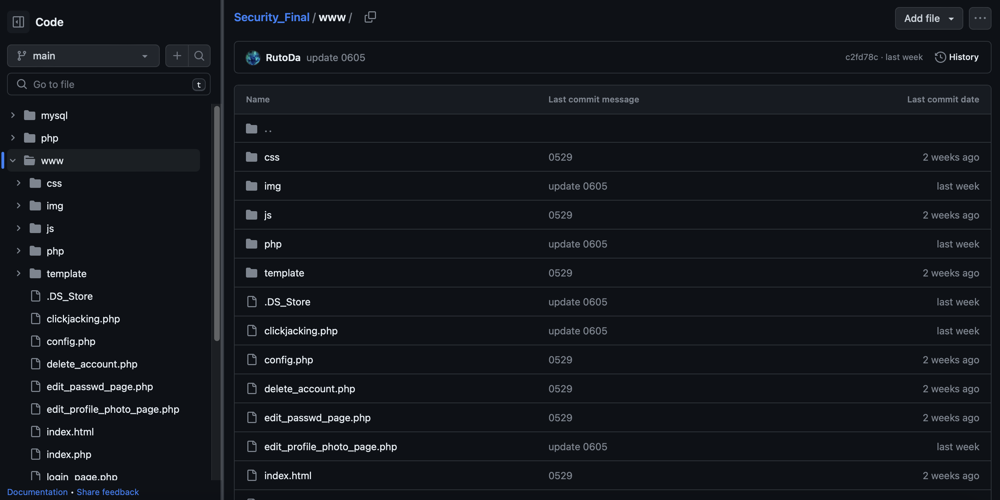 Code
main
Go to file t
mysql
php
www
css
img
js
php
template
.DS_Store
clickjacking.php
config.php
delete_account.php
edit_passwd_page.php
edit_profile_photo_page.php
index.html
index.php
login_page.php
Documentation • Share feedback
Security_Final / www /
Add file
RutoDa update 0605
c2fd78c · last week History
Name Last commit message Last commit date
..
css 0529 2 weeks ago
img update 0605 last week
js 0529 2 weeks ago
php update 0605 last week
template 0529 2 weeks ago
.DS_Store update 0605 last week
clickjacking.php update 0605 last week
config.php 0529 2 weeks ago
delete_account.php 0529 2 weeks ago
edit_passwd_page.php 0529 2 weeks ago
edit_profile_photo_page.php update 0605 last week
index.html 0529 2 weeks ago